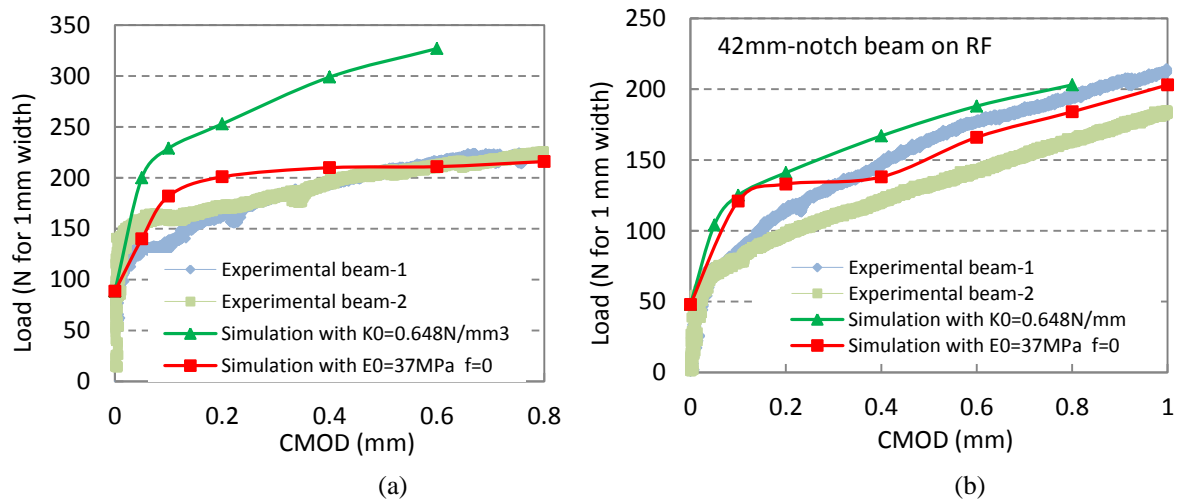 350
300
250
200
150
100
50
0
Load (N for 1mm width)
Experimental beam-1
Experimental beam-2
Simulation with K0=0.648N/mm3
Simulation with E0=37MPa f=0
0 0.2 0.4 0.6 0.8
CMOD (mm)
(a)
250
200
150
100
50
0
Load (N for 1 mm width)
42mm-notch beam on RF
Experimental beam-1
Experimental beam-2
Simulation with K0=0.648N/mm
Simulation with E0=37MPa f=0
0 0.2 0.4 0.6 0.8 1
CMOD (mm)
(b)